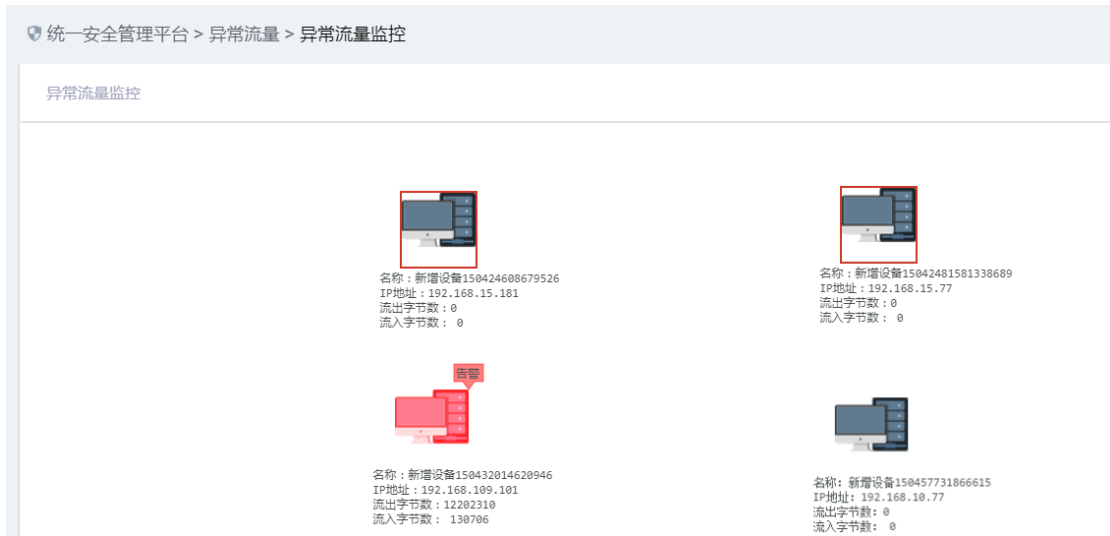 统一安全管理平台 > 异常流量 > 异常流量监控
异常流量监控
名称：新增设备150424608679526
IP地址：192.168.15.181
流出字节数：0
流入字节数： 0
名称：新增设备15042481581338689
IP地址：192.168.15.77
流出字节数：0
流入字节数： 0
告警
名称：新增设备150432014620946
IP地址：192.168.109.101
流出字节数：12202310
流入字节数： 130706
名称: 新增设备150457731866615
IP地址: 192.168.10.77
流出字节数: 0
流入字节数: 0